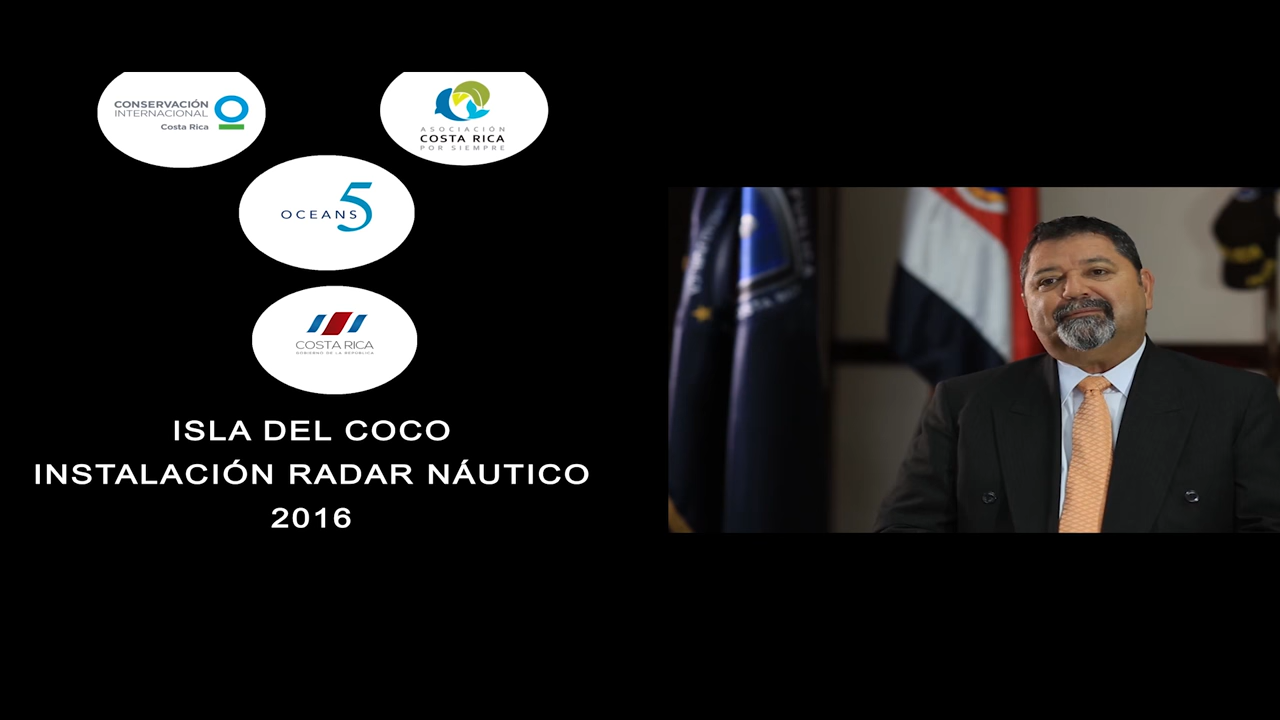 CONSERVACIÓN
INTERNACIONAL
Costa Rica
ASOCIACIÓN
COSTA RICA
POR SIEMPRE
OCEANS 5
COSTA RICA
GOBIERNO DE LA REPÚBLICA
ISLA DEL COCO
INSTALACIÓN RADAR NÁUTICO
2016